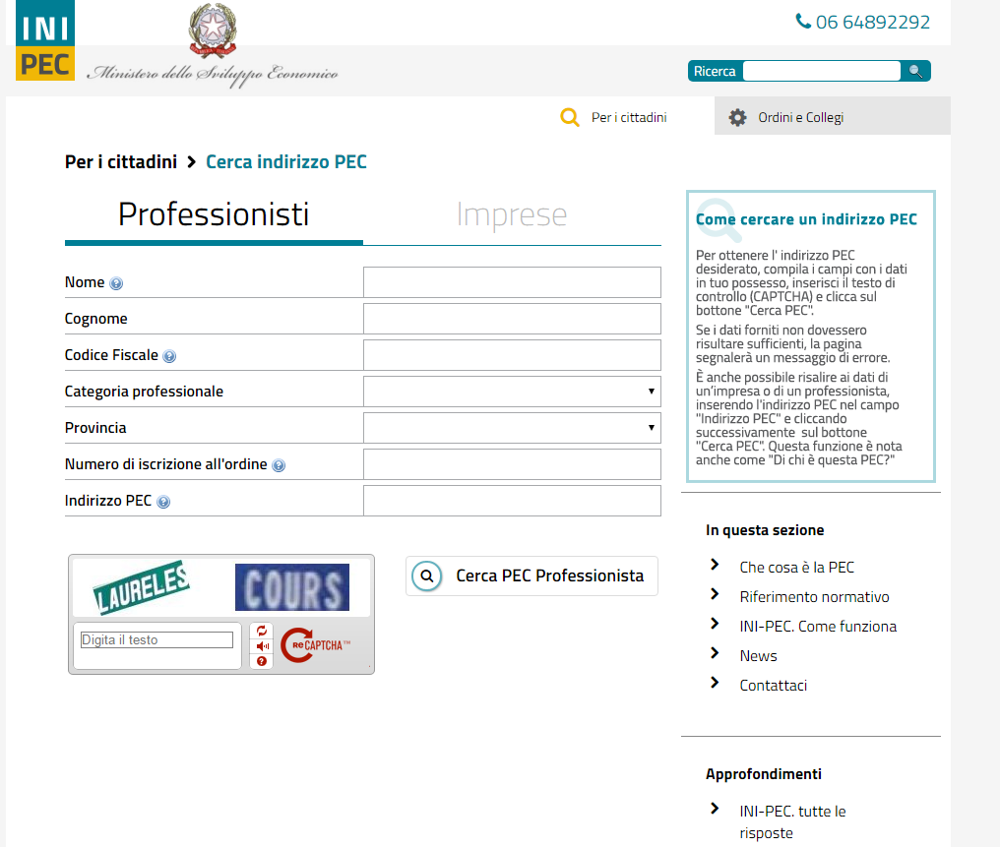 INI
PEC
Ministero dello Sviluppo Economico
06 64892292
Ricerca
Per i cittadini
Ordini e Collegi
Per i cittadini > Cerca indirizzo PEC
Professionisti
Imprese
Nome
Cognome
Codice Fiscale
Categoria professionale
Provincia
Numero di iscrizione all'ordine
Indirizzo PEC
LAURELES
COURS
Digita il testo
reCAPTCHA™
Cerca PEC Professionista
Come cercare un indirizzo PEC
Per ottenere l' indirizzo PEC
desiderato, compila i campi con i dati
in tuo possesso, inserisci il testo di
controllo (CAPTCHA) e clicca sul
bottone "Cerca PEC".
Se i dati forniti non dovessero
risultare sufficienti, la pagina
segnalerà un messaggio di errore.
È anche possibile risalire ai dati di
un'impresa o di un professionista,
inserendo l'indirizzo PEC nel campo
"Indirizzo PEC" e cliccando
successivamente sul bottone
"Cerca PEC". Questa funzione è nota
anche come "Di chi è questa PEC?"
In questa sezione
Che cosa è la PEC
Riferimento normativo
INI-PEC. Come funziona
News
Contattaci
Approfondimenti
INI-PEC. tutte le
risposte